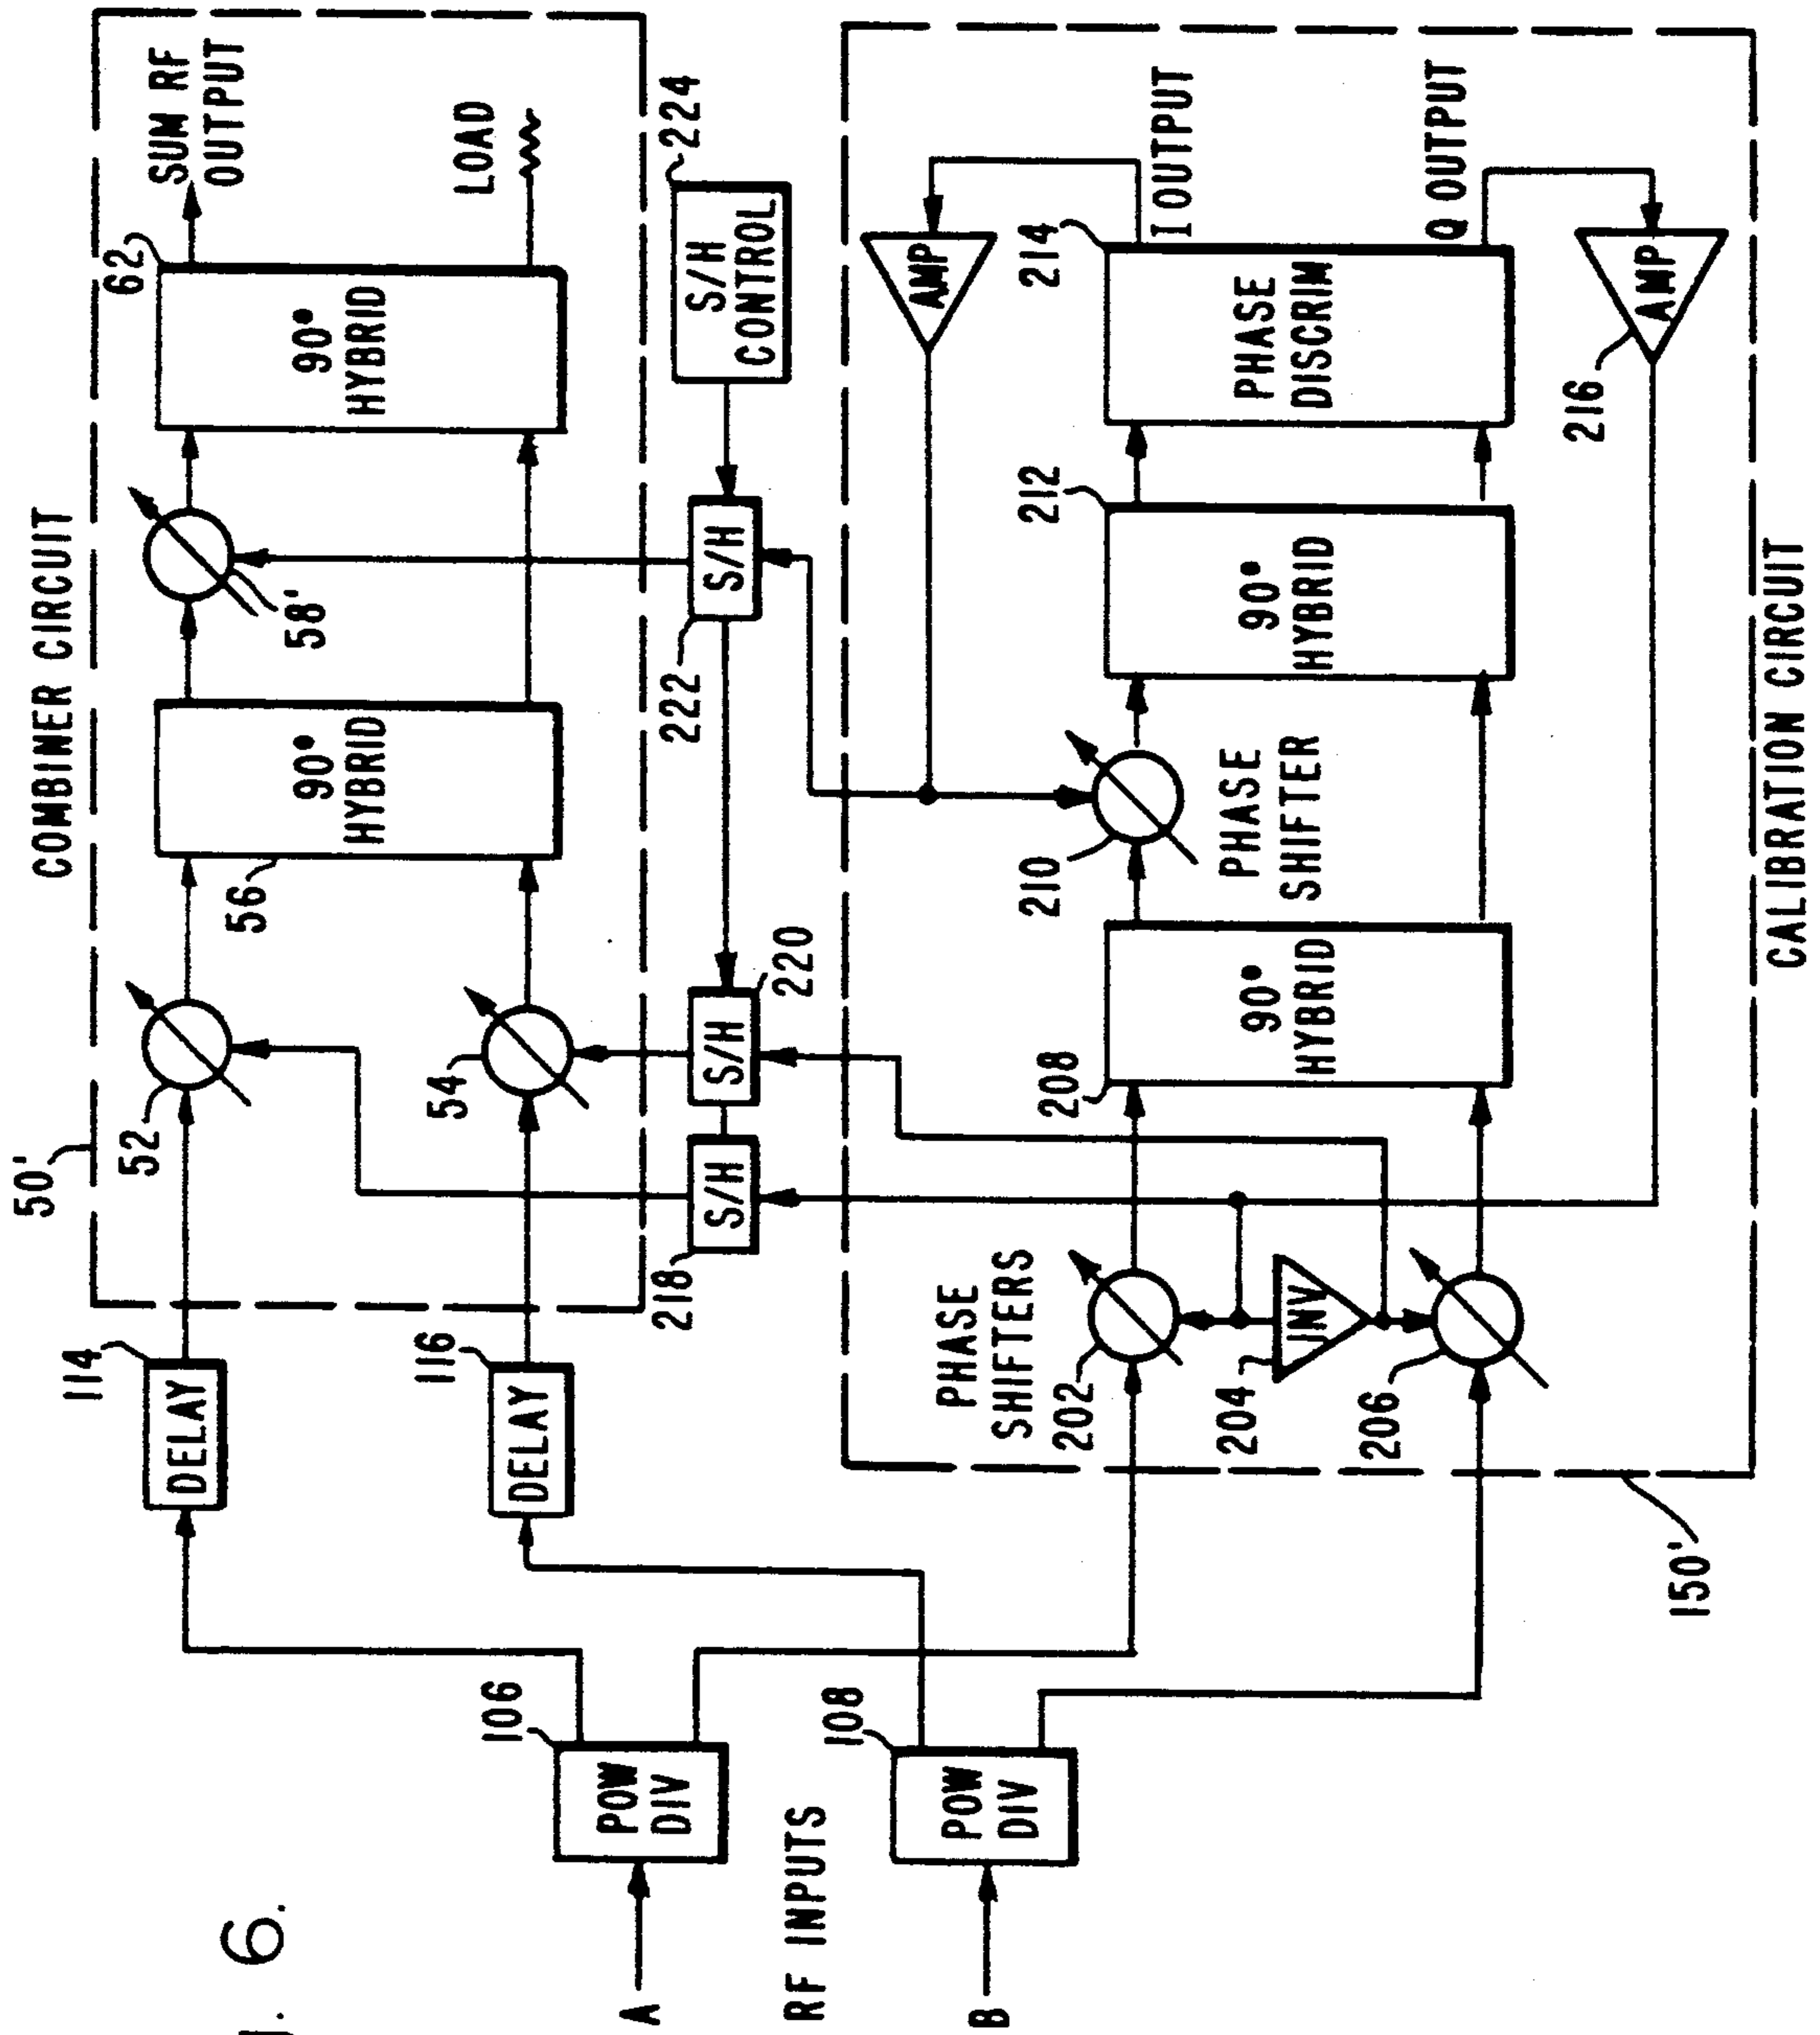 COMBINER CIRCUIT
50'
114
DELAY
116
DELAY
52
54
56
90°
HYBRID
58'
62
90°
HYBRID
SUM RF
OUTPUT
LOAD
218
S/H
220
S/H
222
S/H
224
S/H
CONTROL
A
106
POW
DIV
RF INPUTS
B
108
POW
DIV
PHASE
SHIFTERS
202
204
INV
206
208
90°
HYBRID
210
PHASE
SHIFTER
212
90°
HYBRID
214
PHASE
DISCRIM
AMP
I OUTPUT
Q OUTPUT
216
AMP
150'
CALIBRATION CIRCUIT
6.